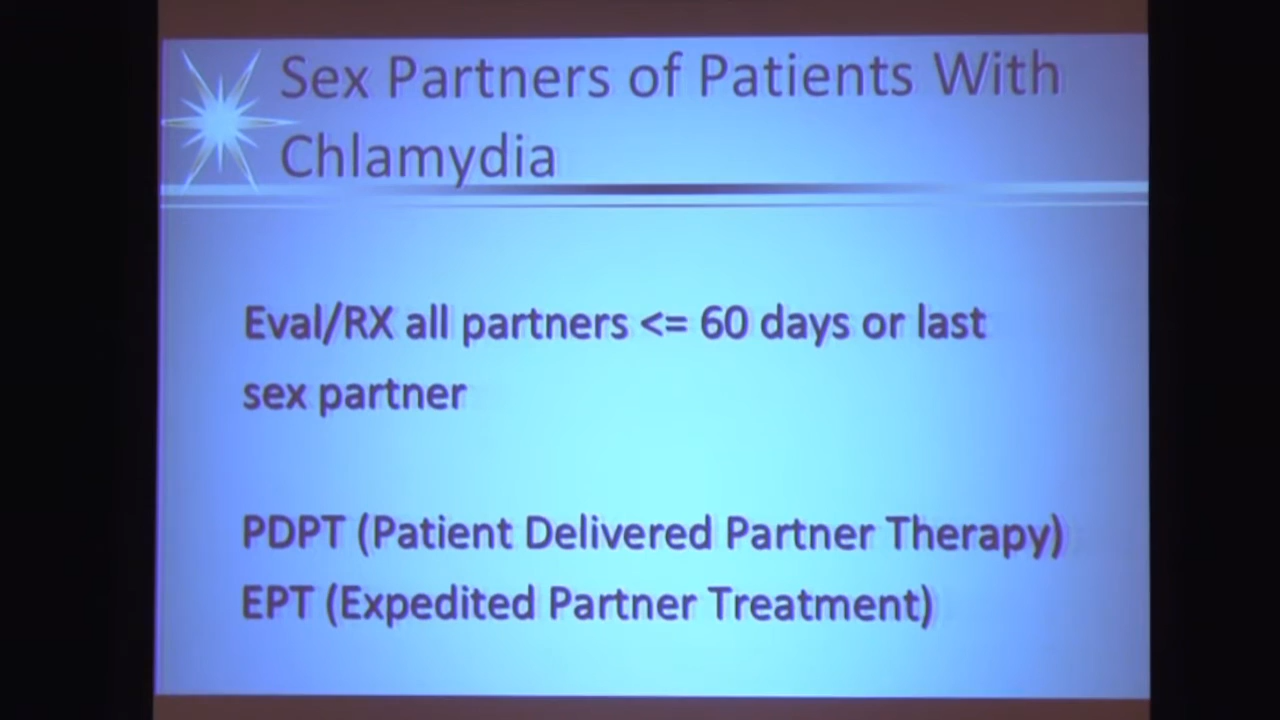 Sex Partners of Patients With
Chlamydia
Eval/RX all partners <= 60 days or last
sex partner
PDPT (Patient Delivered Partner Therapy)
EPT (Expedited Partner Treatment)